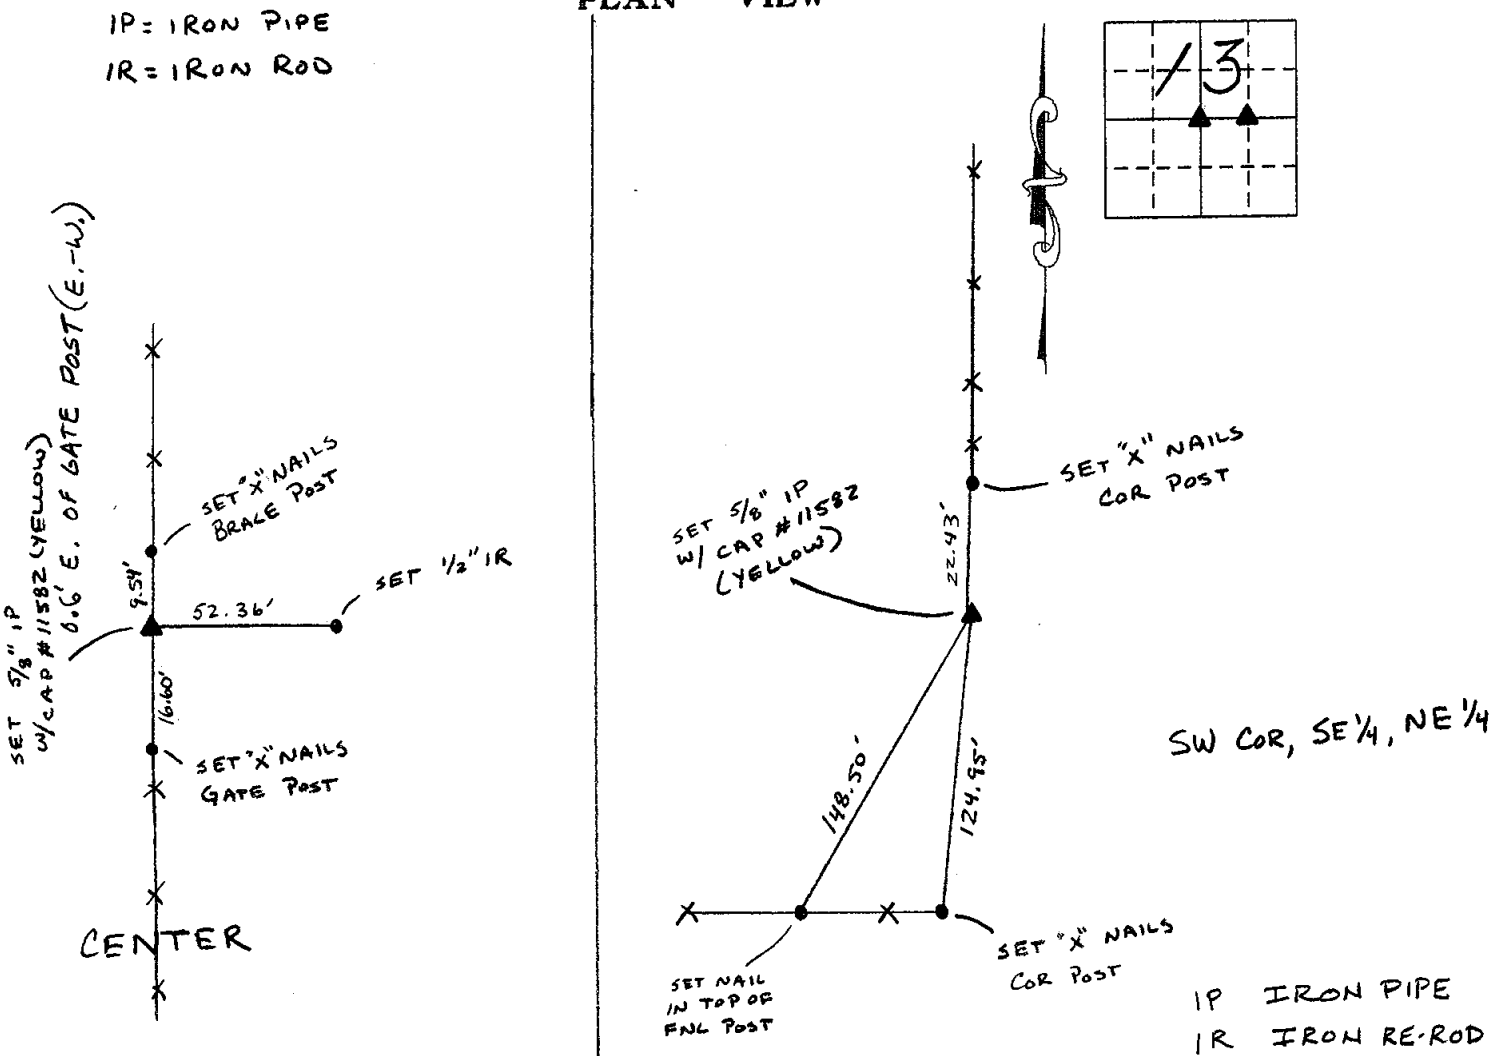 PLAN VIEW
IP = IRON PIPE
IR = IRON ROD
13
SET 5/8" IP
W/CAP #11582 (YELLOW)
0.6' E. OF GATE POST (E.-W.)
SET "X" NAILS
BRACE POST
9.54'
52.36'
SET 1/2" IR
16.60'
SET "X" NAILS
GATE POST
CENTER
SET "X" NAILS
COR POST
22.43'
SET 5/8" IP
W/ CAP #11582
(YELLOW)
148.50'
124.95'
SW COR, SE 1/4, NE 1/4
SET NAIL
IN TOP OF
FNL POST
SET "X" NAILS
COR POST
IP IRON PIPE
IR IRON RE-ROD